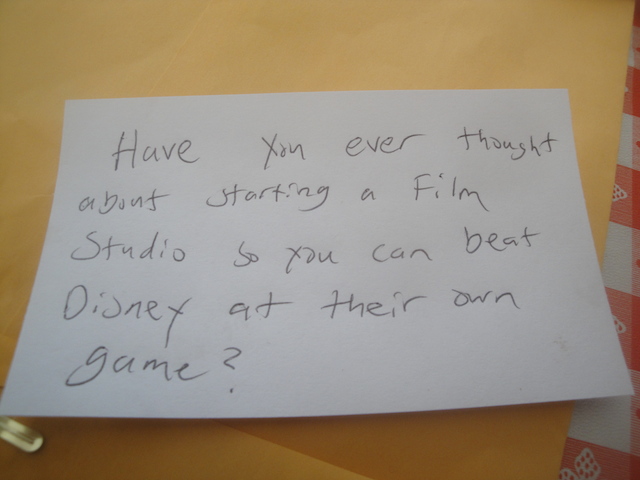 Have you ever thought
about starting a Film
Studio so you can beat
Disney at their own
game?